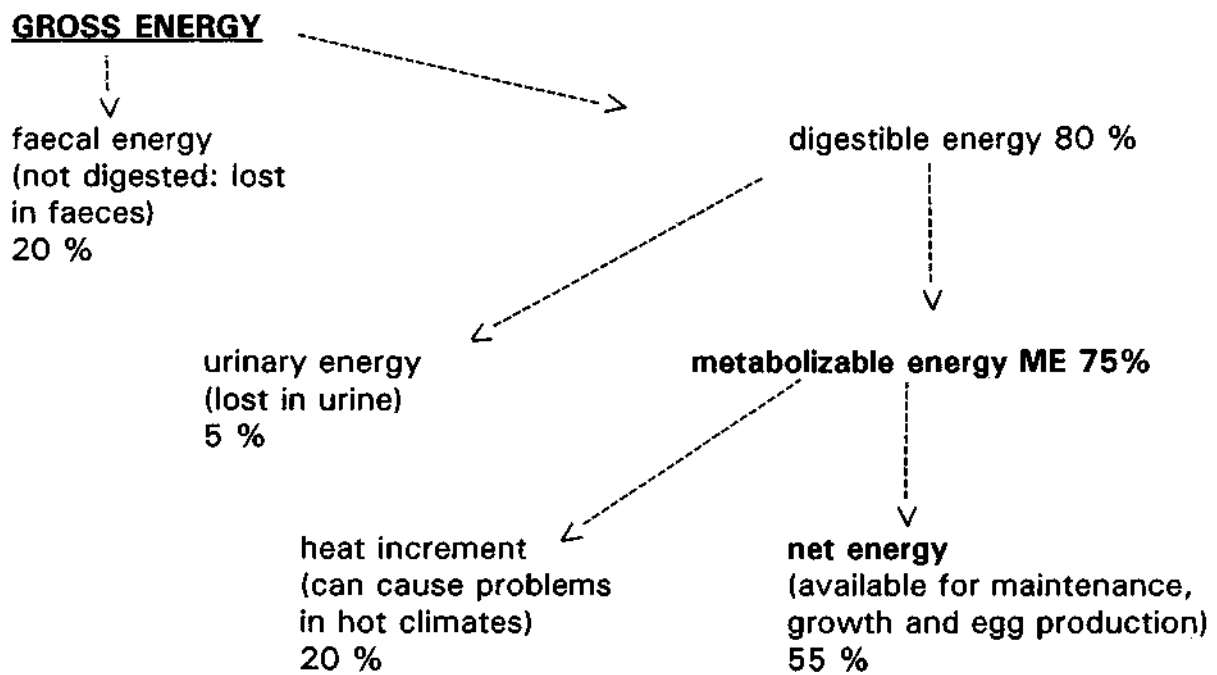 GROSS ENERGY
faecal energy
(not digested: lost
in faeces)
20 %
digestible energy 80 %
urinary energy
(lost in urine)
5 %
metabolizable energy ME 75%
heat increment
(can cause problems
in hot climates)
20 %
net energy
(available for maintenance,
growth and egg production)
55 %